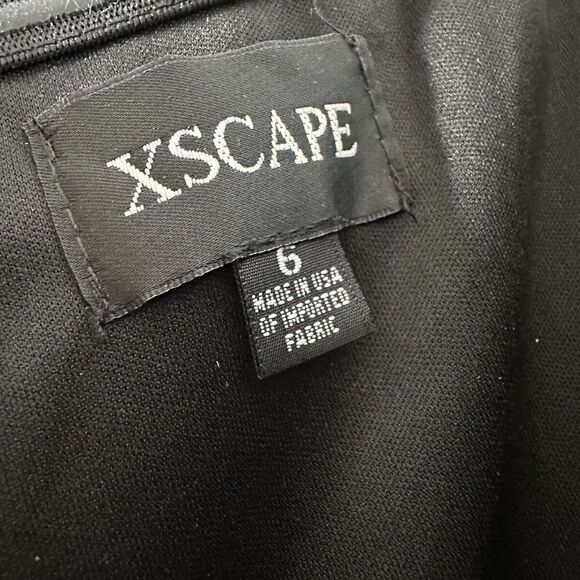 XSCAPE
6
MADE IN USA
OF IMPORTED
FABRIC